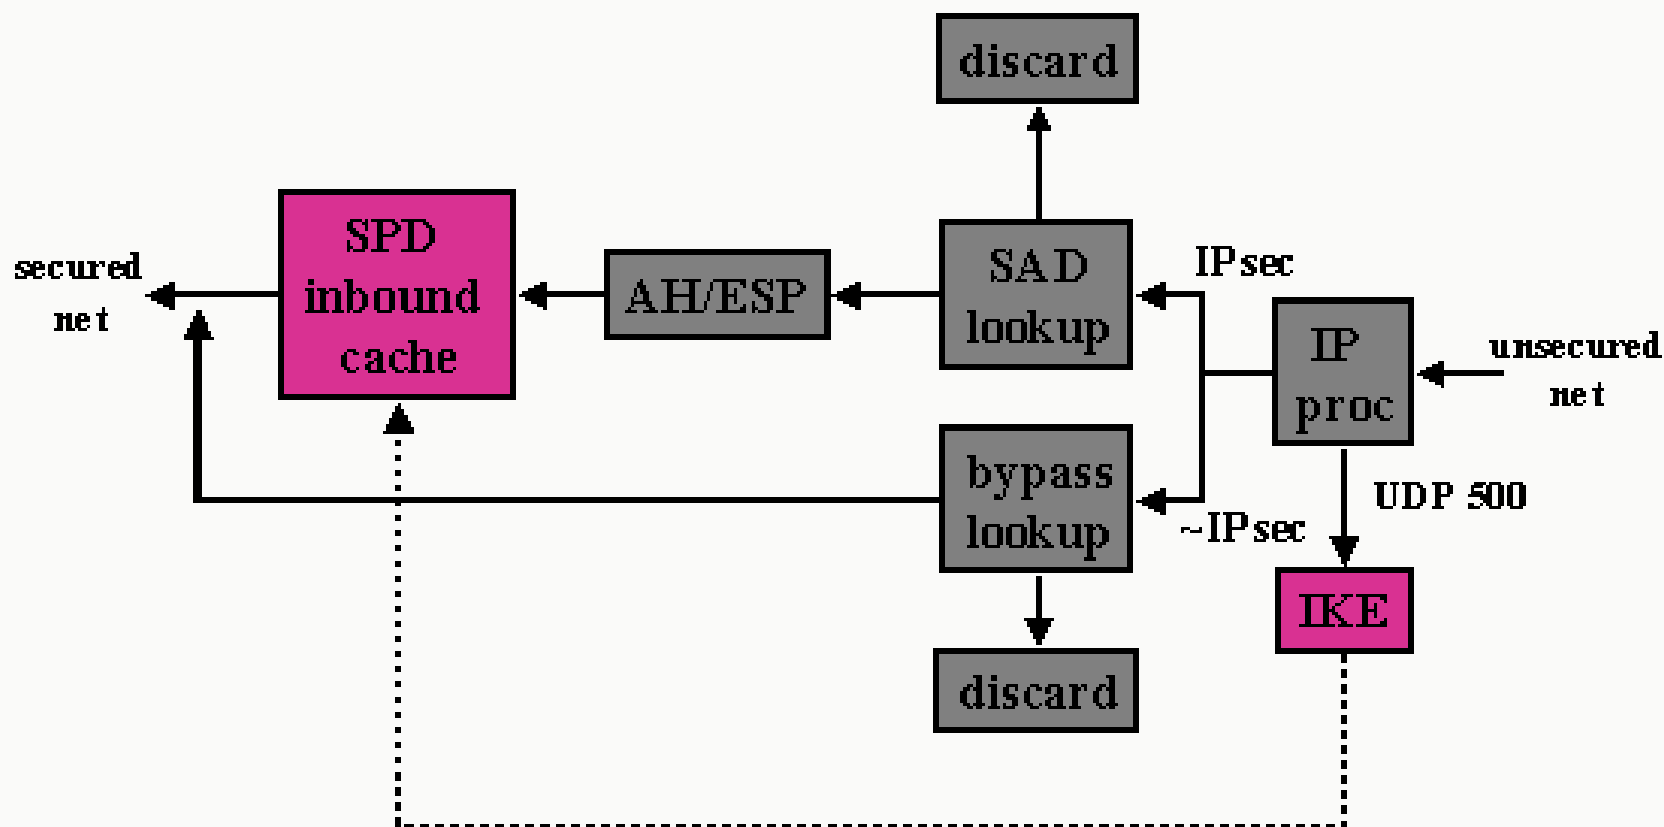 discard
SPD
inbound
cache
secured
net
AH/ESP
SAD
lookup
IPsec
IP
proc
unsecured
net
bypass
lookup
~IPsec
UDP 500
IKE
discard